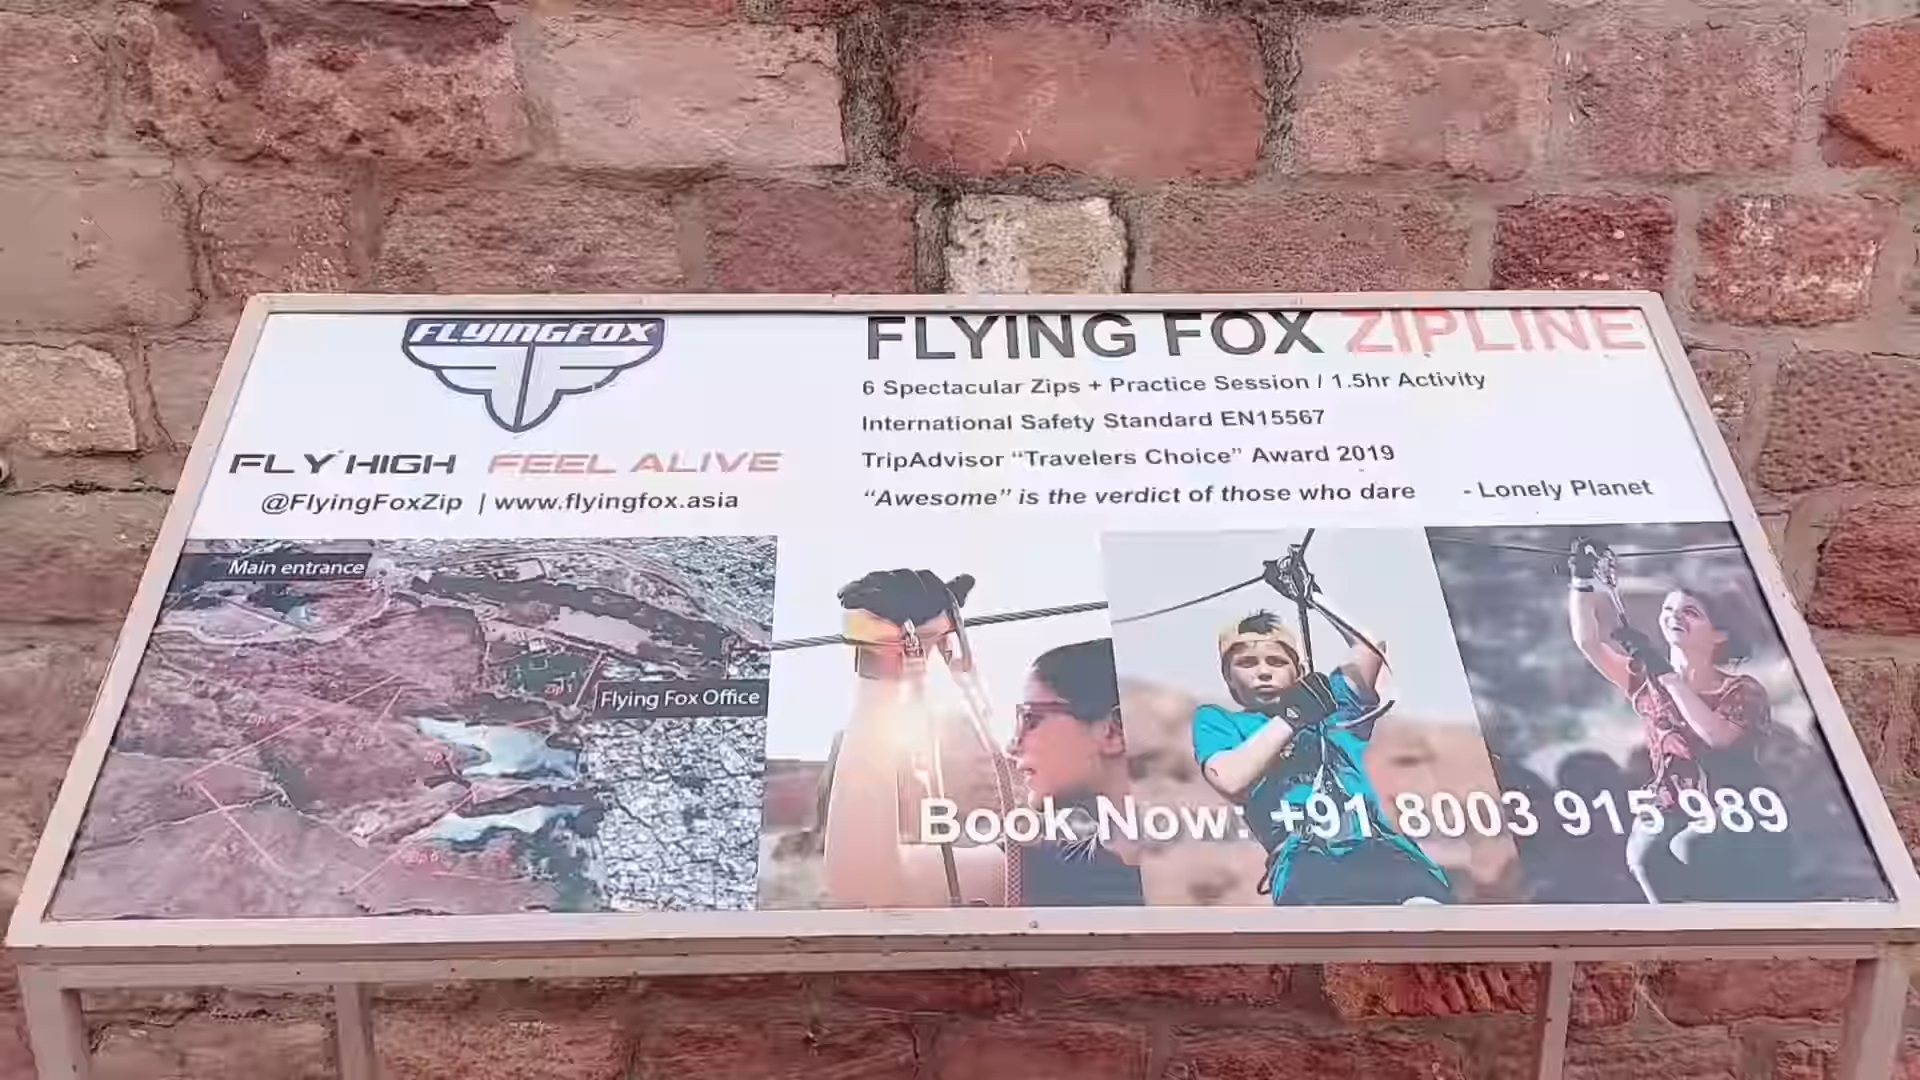 FLYINGFOX
FLY HIGH FEEL ALIVE
@FlyingFoxZip | www.flyingfox.asia
FLYING FOX ZIPLINE
6 Spectacular Zips + Practice Session / 1.5hr Activity
International Safety Standard EN15567
TripAdvisor “Travelers Choice” Award 2019
“Awesome” is the verdict of those who dare - Lonely Planet
Main entrance
Zip 1
Flying Fox Office
Book Now: +91 8003 915 989